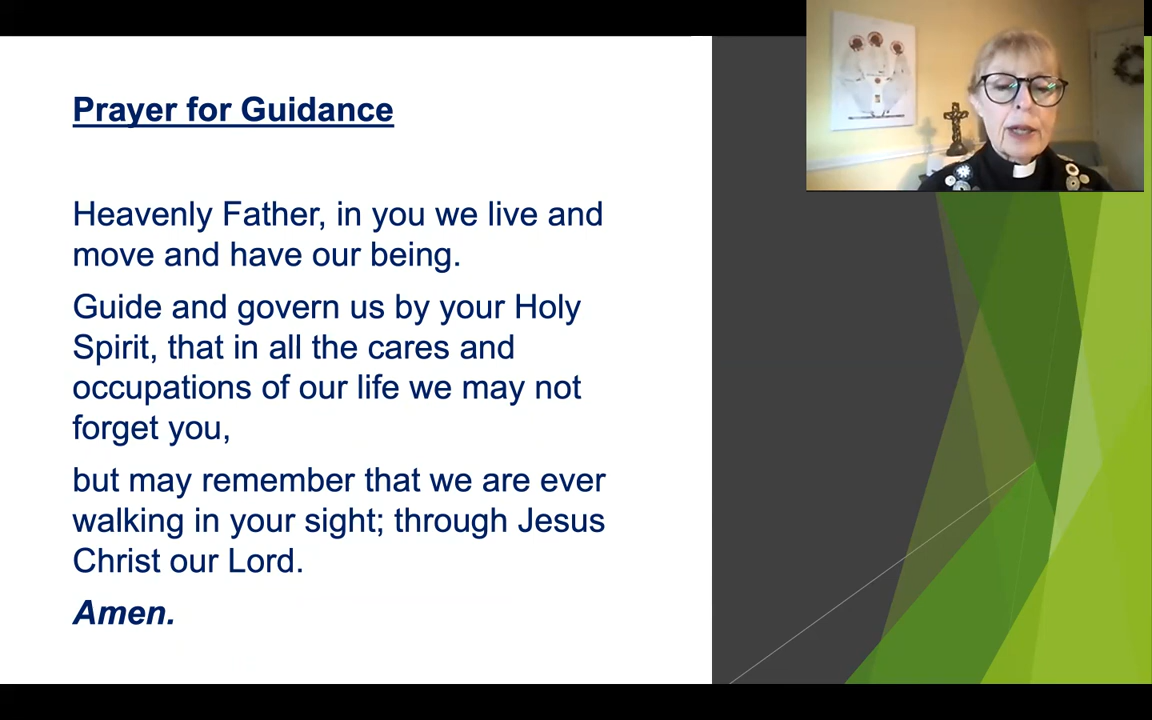 Prayer for Guidance
Heavenly Father, in you we live and
move and have our being.
Guide and govern us by your Holy
Spirit, that in all the cares and
occupations of our life we may not
forget you,
but may remember that we are ever
walking in your sight; through Jesus
Christ our Lord.
Amen.